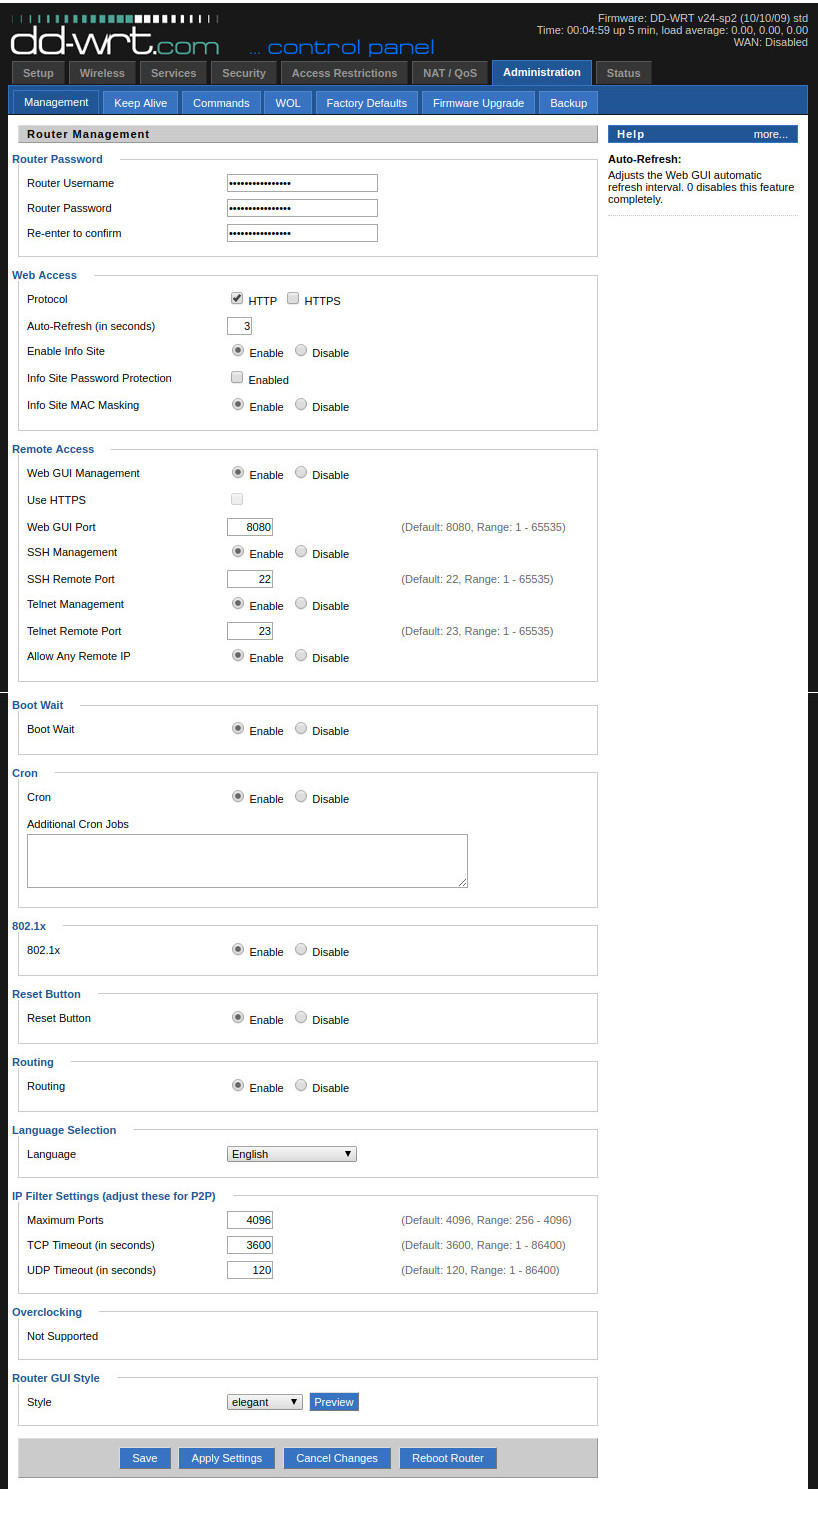 Firmware: DD-WRT v24-sp2 (10/10/09) std
Time: 00:04:59 up 5 min, load average: 0.00, 0.00, 0.00
WAN: Disabled
dd-wrt.com ... control panel
Setup Wireless Services Security Access Restrictions NAT / QoS Administration Status
Management Keep Alive Commands WOL Factory Defaults Firmware Upgrade Backup
Router Management
Help more...
Router Password
Router Username ••••••••••••••••
Router Password ••••••••••••••••
Re-enter to confirm ••••••••••••••••
Auto-Refresh:
Adjusts the Web GUI automatic
refresh interval. 0 disables this feature
completely.
Web Access
Protocol HTTP HTTPS
Auto-Refresh (in seconds) 3
Enable Info Site Enable Disable
Info Site Password Protection Enabled
Info Site MAC Masking Enable Disable
Remote Access
Web GUI Management Enable Disable
Use HTTPS
Web GUI Port 8080 (Default: 8080, Range: 1 - 65535)
SSH Management Enable Disable
SSH Remote Port 22 (Default: 22, Range: 1 - 65535)
Telnet Management Enable Disable
Telnet Remote Port 23 (Default: 23, Range: 1 - 65535)
Allow Any Remote IP Enable Disable
Boot Wait
Boot Wait Enable Disable
Cron
Cron Enable Disable
Additional Cron Jobs
802.1x
802.1x Enable Disable
Reset Button
Reset Button Enable Disable
Routing
Routing Enable Disable
Language Selection
Language English
IP Filter Settings (adjust these for P2P)
Maximum Ports 4096 (Default: 4096, Range: 256 - 4096)
TCP Timeout (in seconds) 3600 (Default: 3600, Range: 1 - 86400)
UDP Timeout (in seconds) 120 (Default: 120, Range: 1 - 86400)
Overclocking
Not Supported
Router GUI Style
Style elegant Preview
Save Apply Settings Cancel Changes Reboot Router